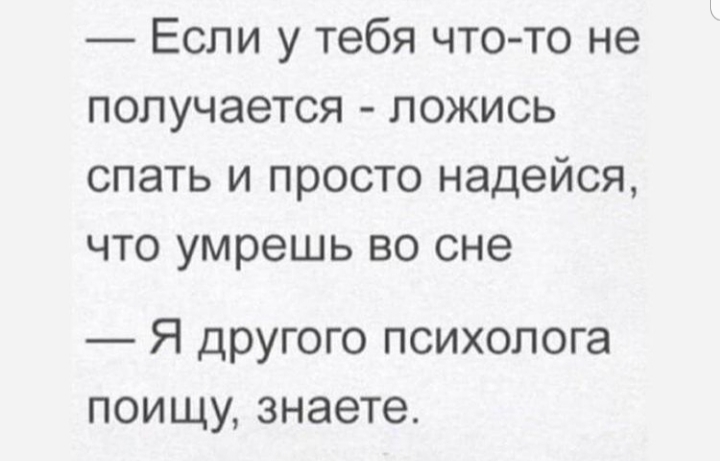 — Если у тебя что-то не
получается - ложись
спать и просто надейся,
что умрешь во сне
— Я другого психолога
поищу, знаете.